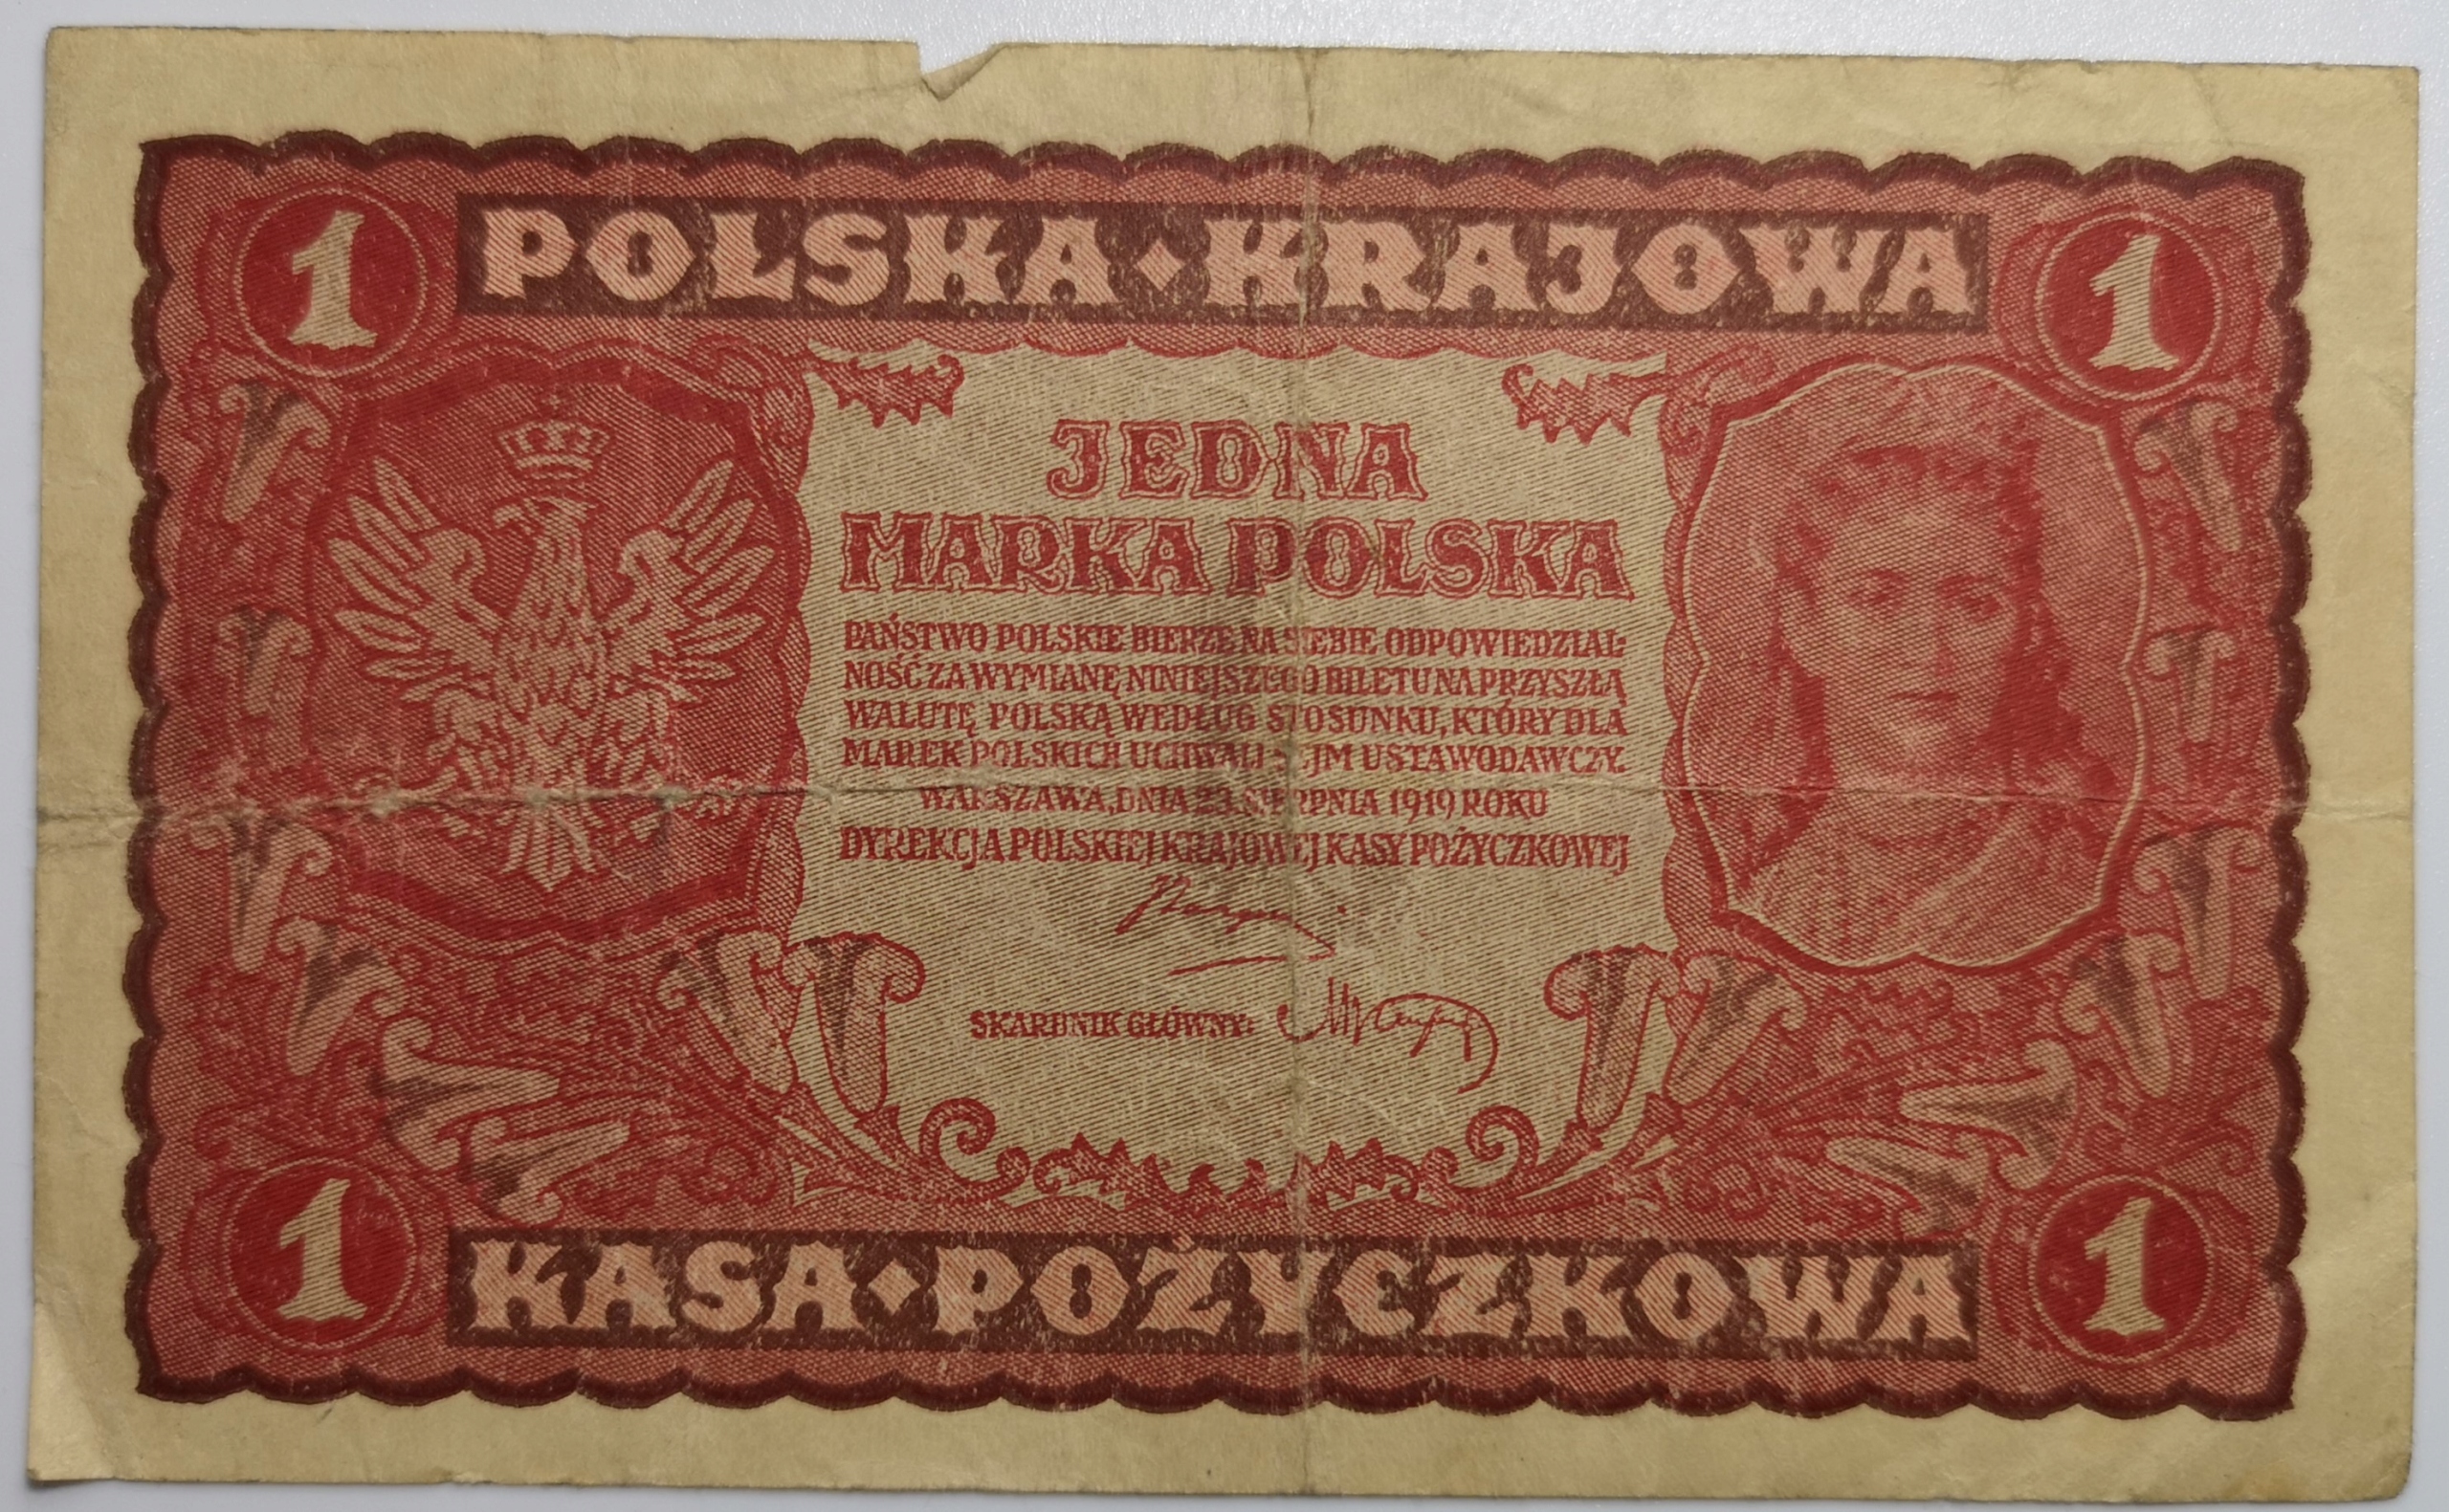 1 POLSKA · KRAJOWA 1
JEDNA
MARKA POLSKA
PAŃSTWO POLSKIE BIERZE NA SIEBIE ODPOWIEDZIAL-
NOŚĆ ZA WYMIANĘ NINIEJSZEGO BILETU NA PRZYSZŁĄ
WALUTĘ POLSKĄ WEDŁUG STOSUNKU, KTÓRY DLA
MAREK POLSKICH UCHWALI SEJM USTAWODAWCZY.
WARSZAWA, DNIA 23. SIERPNIA 1919 ROKU
DYREKCJA POLSKIEJ KRAJOWEJ KASY POŻYCZKOWEJ
SKARBNIK GŁÓWNY:
1 KASA · POŻYCZKOWA 1